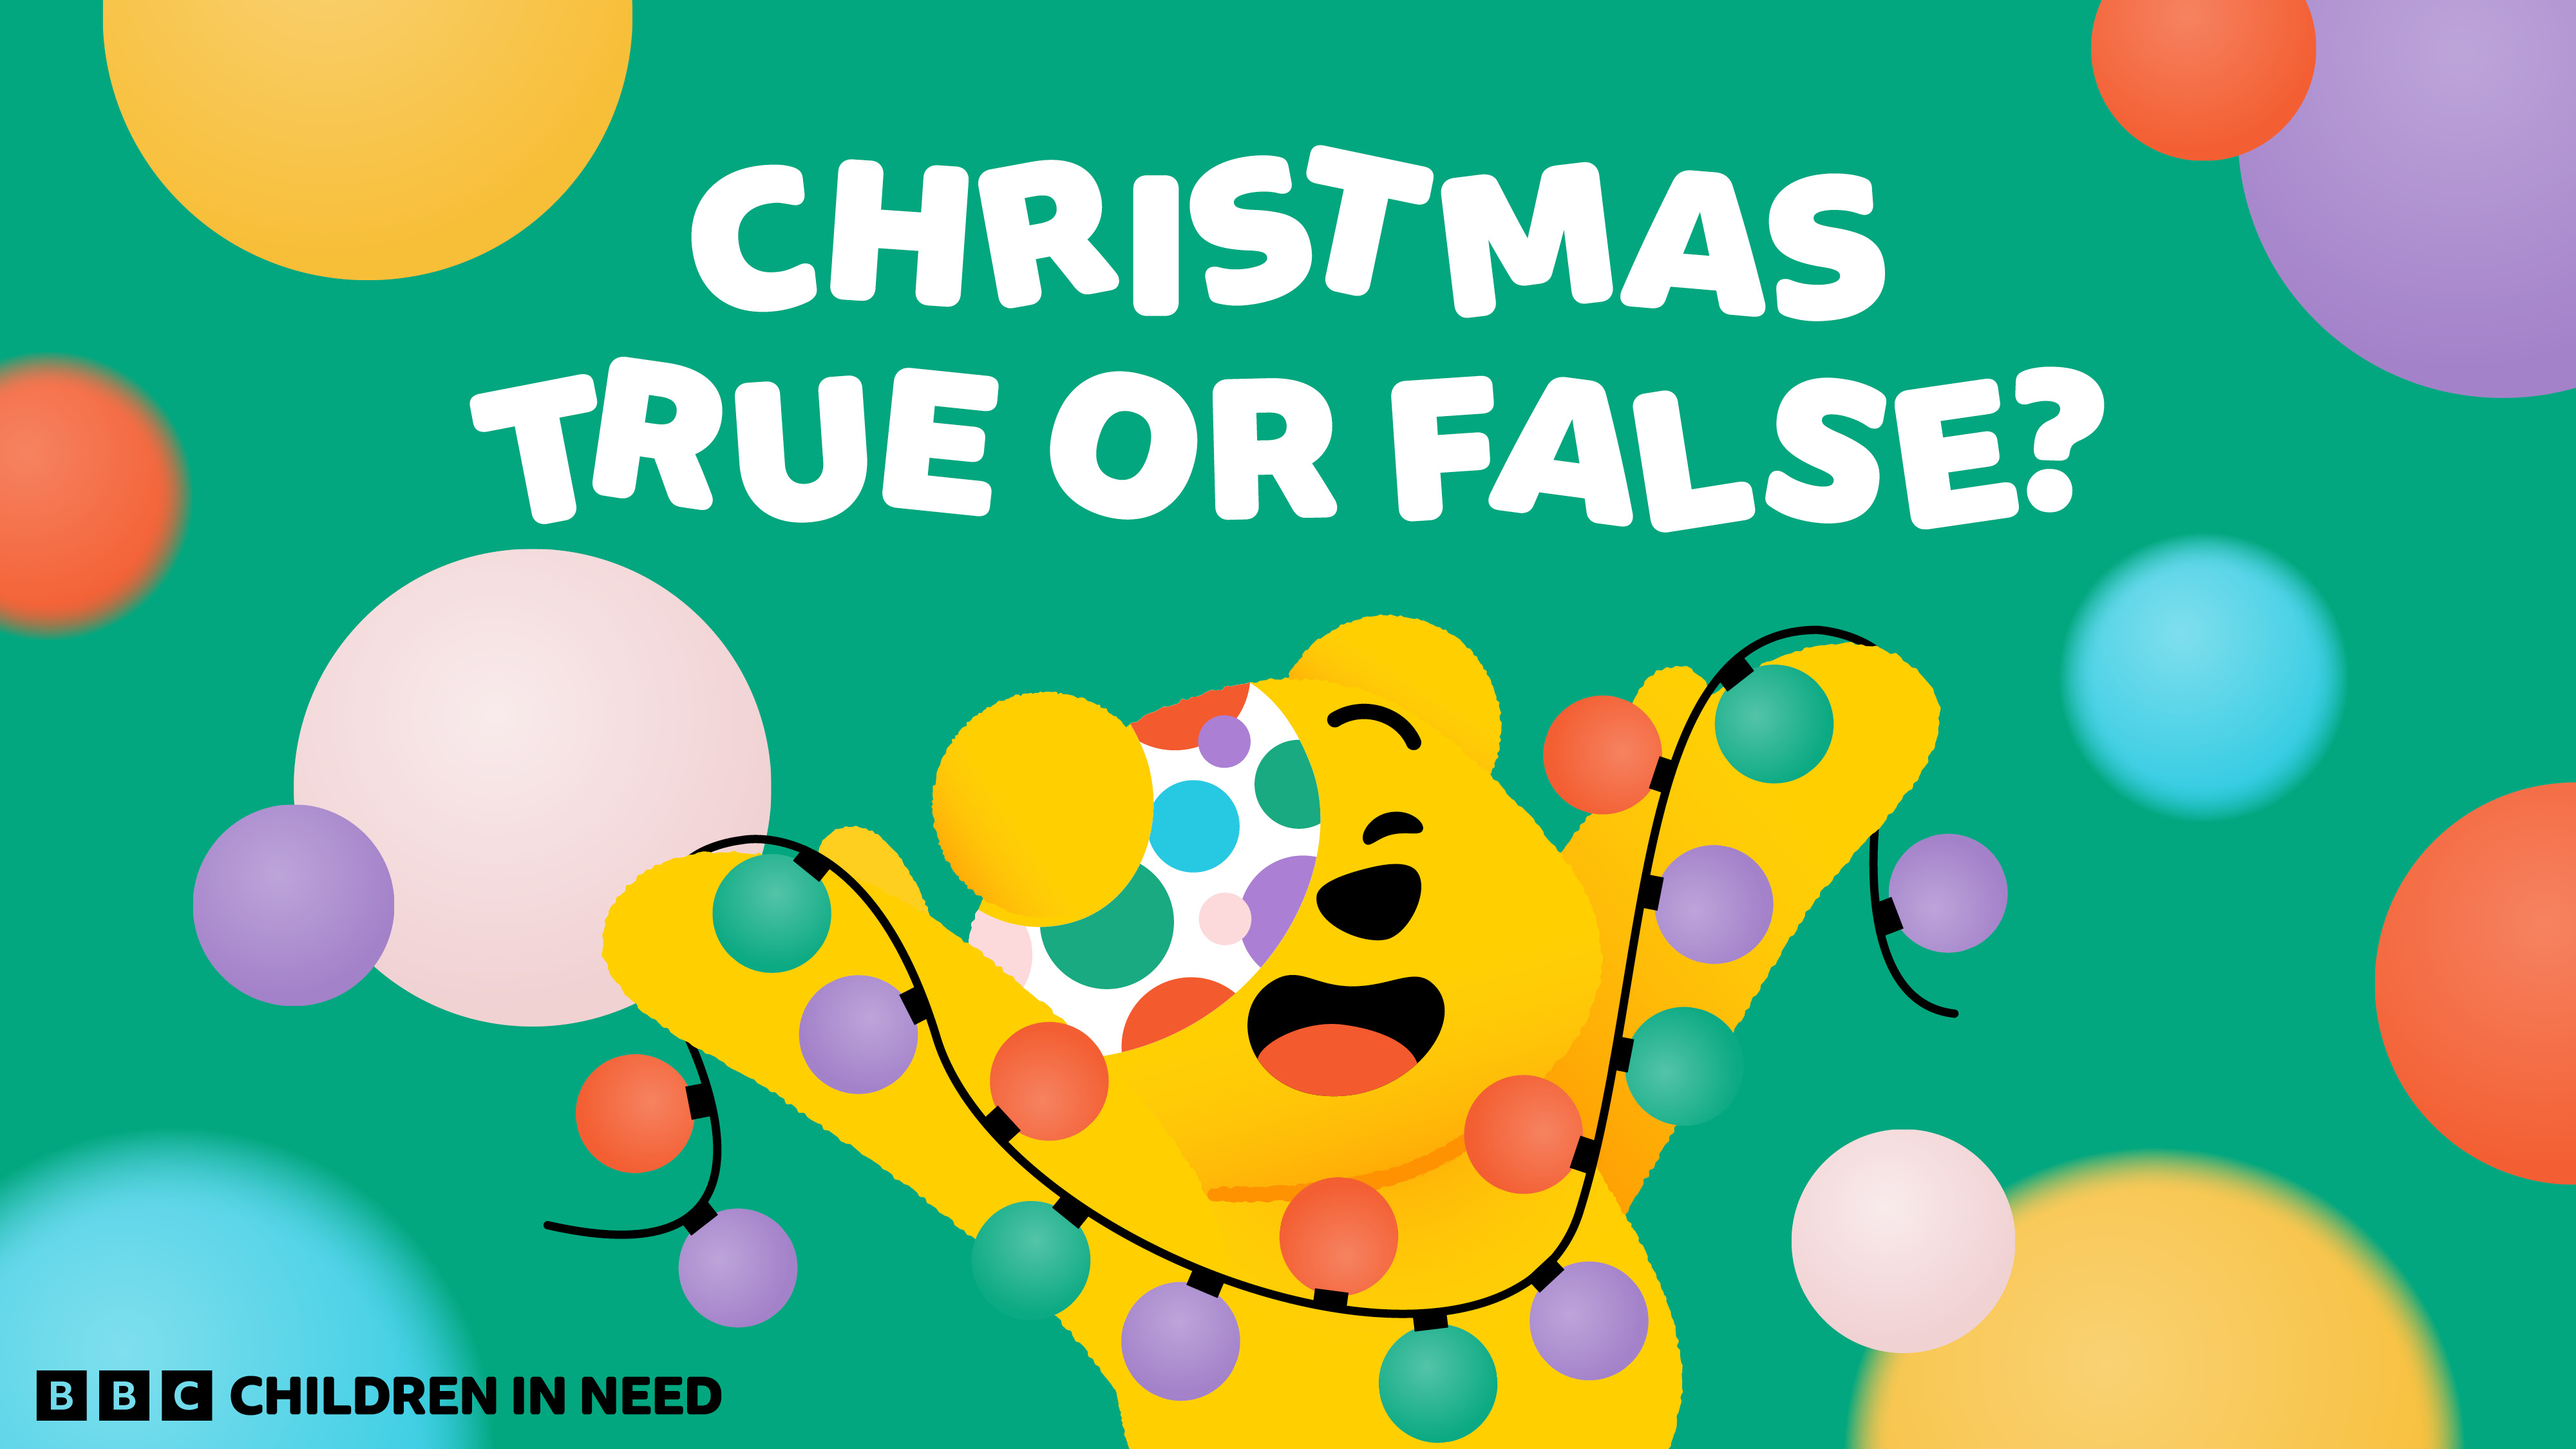 CHRISTMAS
TRUE OR FALSE?
BBC CHILDREN IN NEED